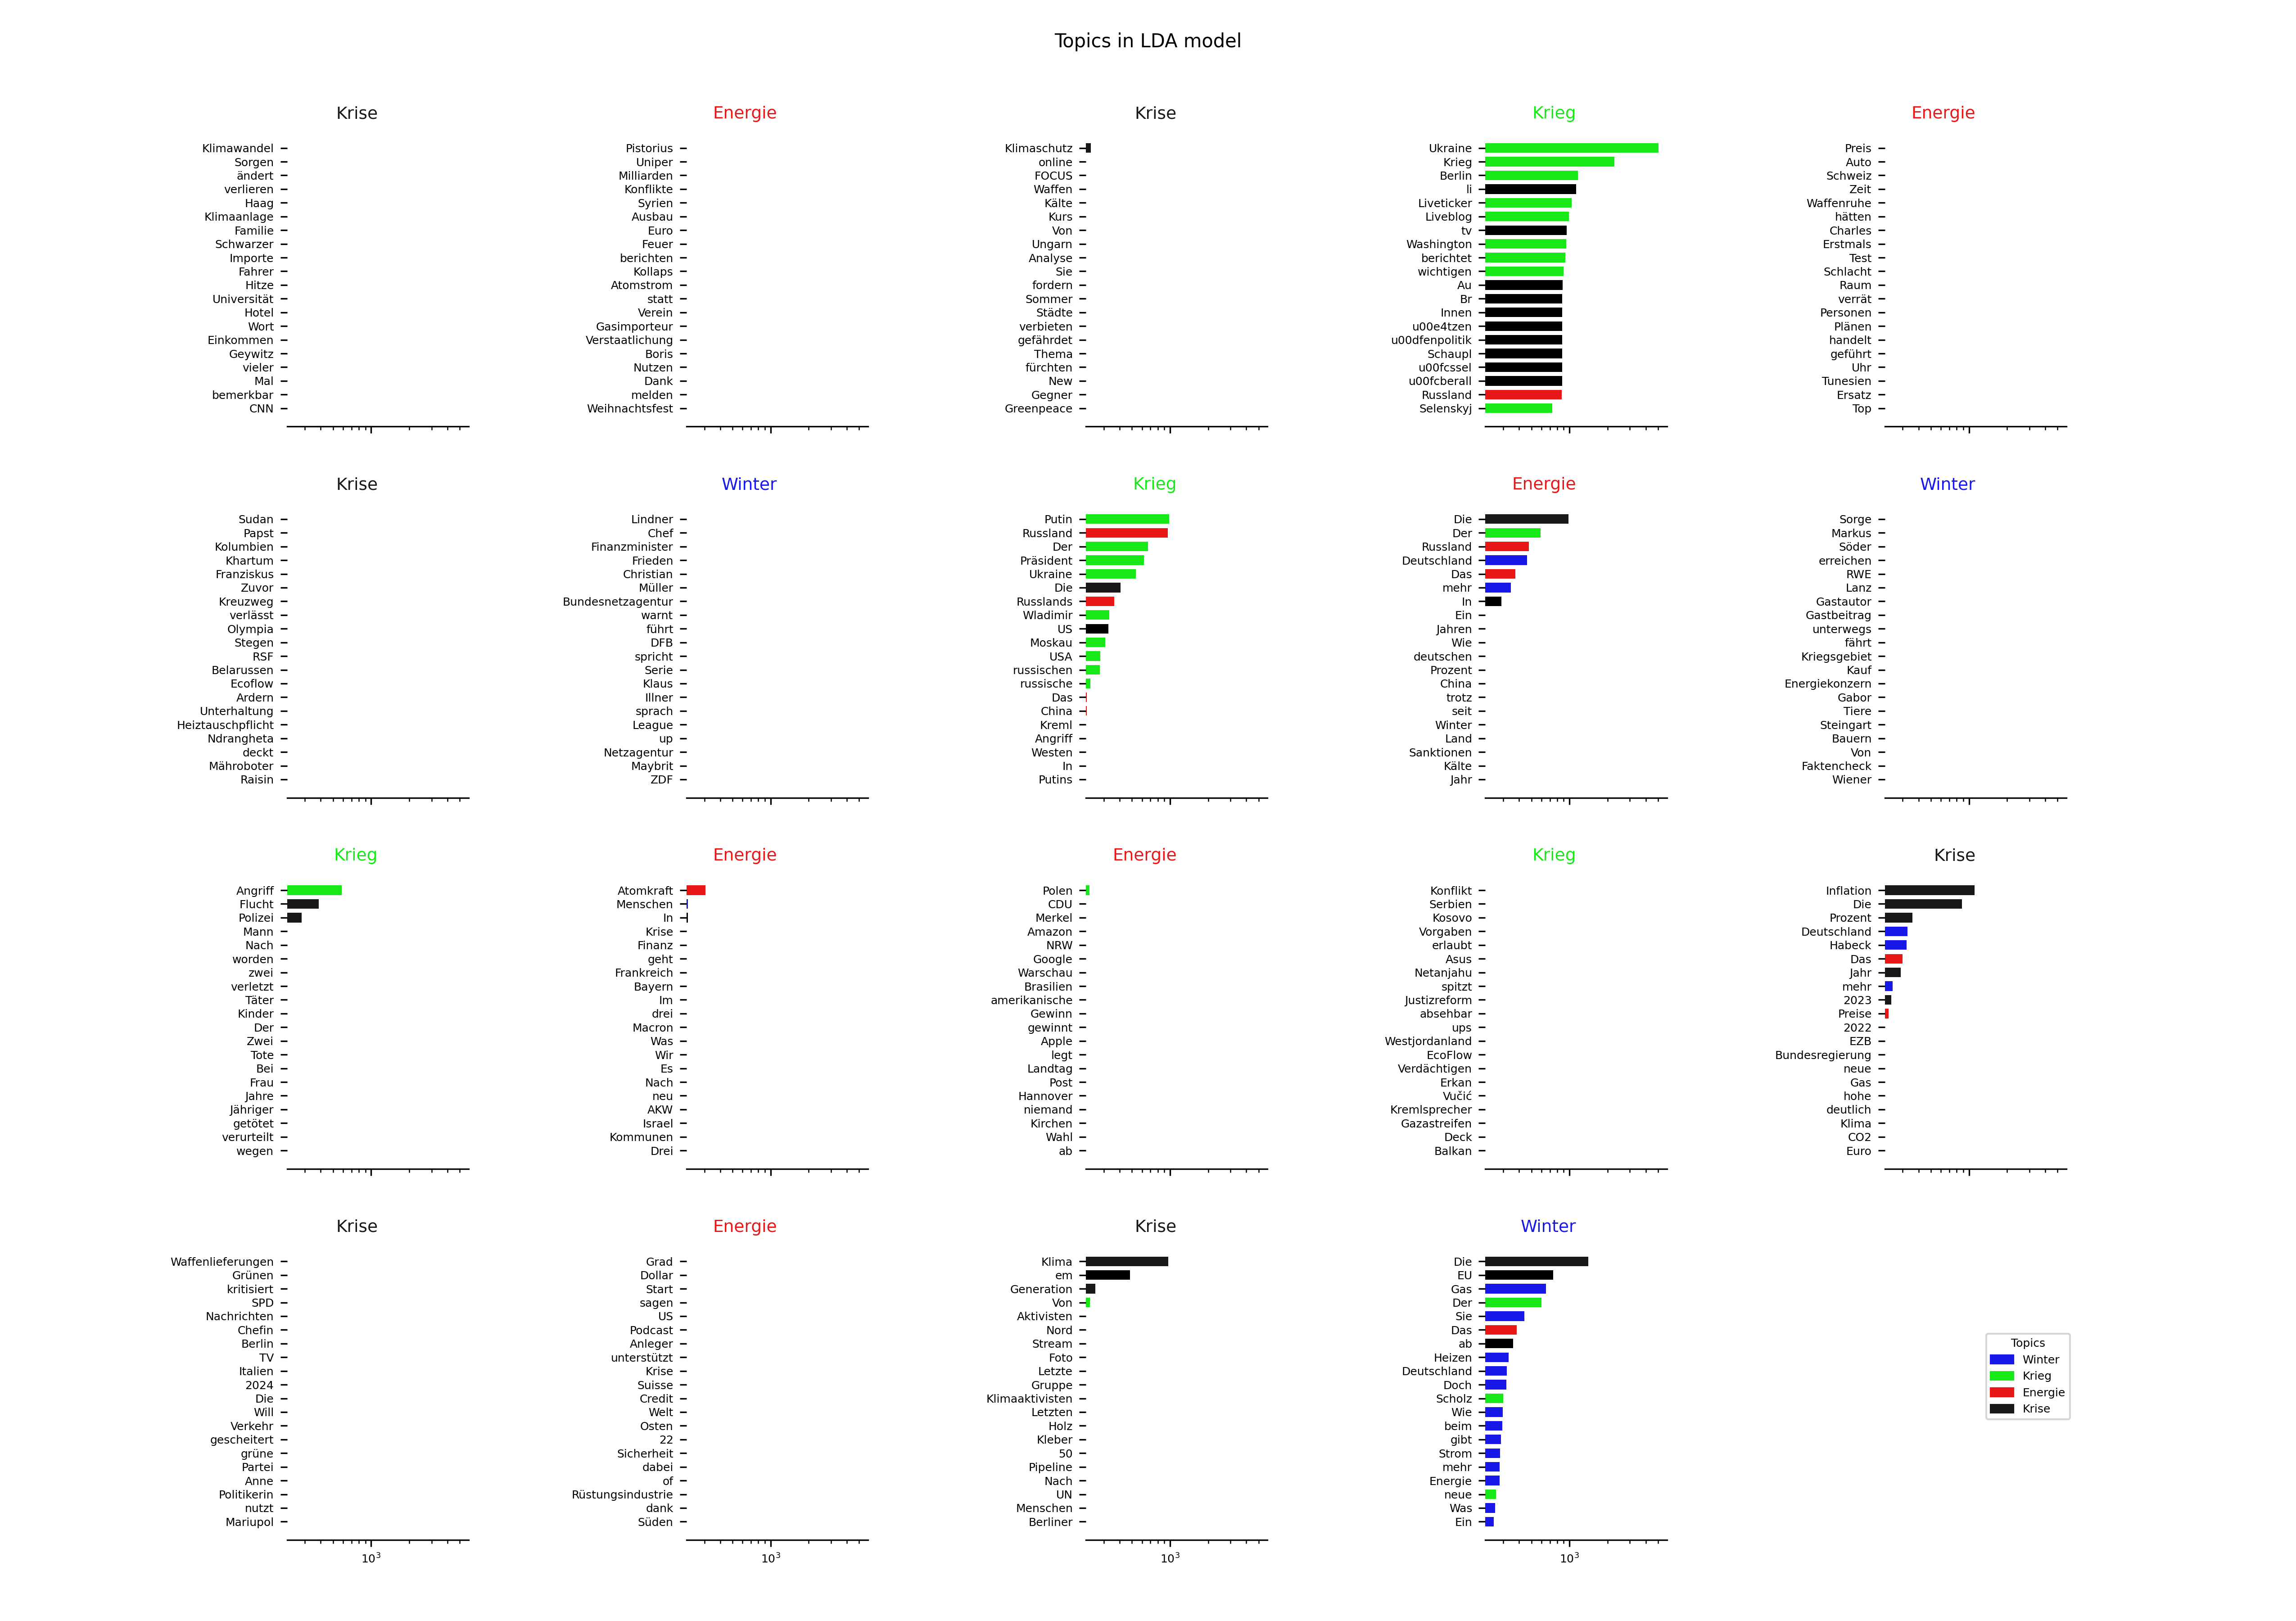 Topics in LDA model
Krise
Klimawandel
Sorgen
ändert
verlieren
Haag
Klimaanlage
Familie
Schwarzer
Importe
Fahrer
Hitze
Universität
Hotel
Wort
Einkommen
Geywitz
vieler
Mal
bemerkbar
CNN
Energie
Pistorius
Uniper
Milliarden
Konflikte
Syrien
Ausbau
Euro
Feuer
berichten
Kollaps
Atomstrom
statt
Verein
Gasimporteur
Verstaatlichung
Boris
Nutzen
Dank
melden
Weihnachtsfest
Krise
Klimaschutz
online
FOCUS
Waffen
Kälte
Kurs
Von
Ungarn
Analyse
Sie
fordern
Sommer
Städte
verbieten
gefährdet
Thema
fürchten
New
Gegner
Greenpeace
Krieg
Ukraine
Krieg
Berlin
li
Liveticker
Liveblog
tv
Washington
berichtet
wichtigen
Au
Br
Innen
u00e4tzen
u00dfenpolitik
Schaupl
u00fcssel
u00fcberall
Russland
Selenskyj
Energie
Preis
Auto
Schweiz
Zeit
Waffenruhe
hätten
Charles
Erstmals
Test
Schlacht
Raum
verrät
Personen
Plänen
handelt
geführt
Uhr
Tunesien
Ersatz
Top
Krise
Sudan
Papst
Kolumbien
Khartum
Franziskus
Zuvor
Kreuzweg
verlässt
Olympia
Stegen
RSF
Belarussen
Ecoflow
Ardern
Unterhaltung
Heiztauschpflicht
Ndrangheta
deckt
Mähroboter
Raisin
Winter
Lindner
Chef
Finanzminister
Frieden
Christian
Müller
Bundesnetzagentur
warnt
führt
DFB
spricht
Serie
Klaus
Illner
sprach
League
up
Netzagentur
Maybrit
ZDF
Krieg
Putin
Russland
Der
Präsident
Ukraine
Die
Russlands
Wladimir
US
Moskau
USA
russischen
russische
Das
China
Kreml
Angriff
Westen
In
Putins
Energie
Die
Der
Russland
Deutschland
Das
mehr
In
Ein
Jahren
Wie
deutschen
Prozent
China
trotz
seit
Winter
Land
Sanktionen
Kälte
Jahr
Winter
Sorge
Markus
Söder
erreichen
RWE
Lanz
Gastautor
Gastbeitrag
unterwegs
fährt
Kriegsgebiet
Kauf
Energiekonzern
Gabor
Tiere
Steingart
Bauern
Von
Faktencheck
Wiener
Krieg
Angriff
Flucht
Polizei
Mann
Nach
worden
zwei
verletzt
Täter
Kinder
Der
Zwei
Tote
Bei
Frau
Jahre
Jähriger
getötet
verurteilt
wegen
Energie
Atomkraft
Menschen
In
Krise
Finanz
geht
Frankreich
Bayern
Im
drei
Macron
Was
Wir
Es
Nach
neu
AKW
Israel
Kommunen
Drei
Energie
Polen
CDU
Merkel
Amazon
NRW
Google
Warschau
Brasilien
amerikanische
Gewinn
gewinnt
Apple
legt
Landtag
Post
Hannover
niemand
Kirchen
Wahl
ab
Krieg
Konflikt
Serbien
Kosovo
Vorgaben
erlaubt
Asus
Netanjahu
spitzt
Justizreform
absehbar
ups
Westjordanland
EcoFlow
Verdächtigen
Erkan
Vučić
Kremlsprecher
Gazastreifen
Deck
Balkan
Krise
Inflation
Die
Prozent
Deutschland
Habeck
Das
Jahr
mehr
2023
Preise
2022
EZB
Bundesregierung
neue
Gas
hohe
deutlich
Klima
CO2
Euro
Krise
Waffenlieferungen
Grünen
kritisiert
SPD
Nachrichten
Chefin
Berlin
TV
Italien
2024
Die
Will
Verkehr
gescheitert
grüne
Partei
Anne
Politikerin
nutzt
Mariupol
10³
Energie
Grad
Dollar
Start
sagen
US
Podcast
Anleger
unterstützt
Krise
Suisse
Credit
Welt
Osten
22
Sicherheit
dabei
of
Rüstungsindustrie
dank
Süden
10³
Krise
Klima
em
Generation
Von
Aktivisten
Nord
Stream
Foto
Letzte
Gruppe
Klimaaktivisten
Letzten
Holz
Kleber
50
Pipeline
Nach
UN
Menschen
Berliner
10³
Winter
Die
EU
Gas
Der
Sie
Das
ab
Heizen
Deutschland
Doch
Scholz
Wie
beim
gibt
Strom
mehr
Energie
neue
Was
Ein
10³
Topics
Winter
Krieg
Energie
Krise